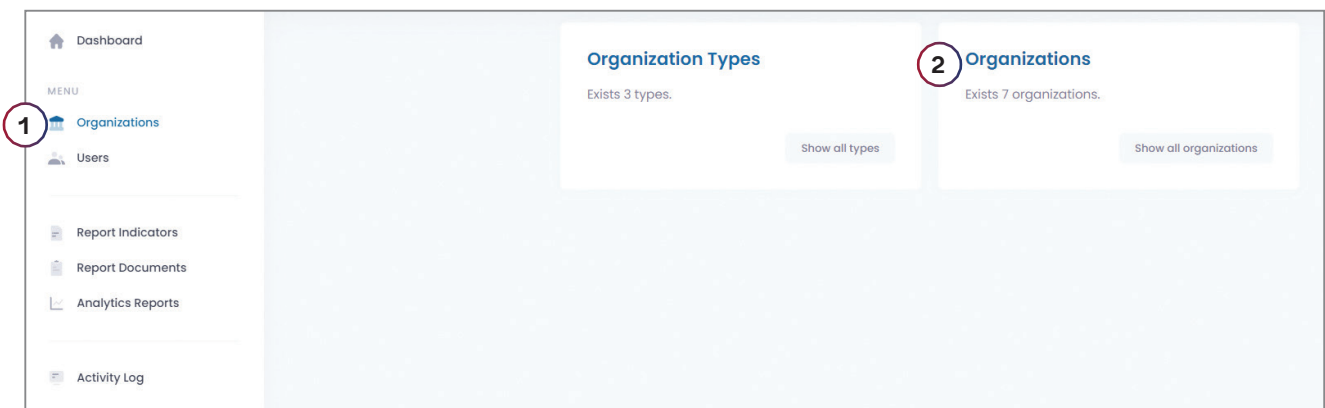 Dashboard
MENU
1
Organizations
Users
Report Indicators
Report Documents
Analytics Reports
Activity Log
Organization Types
Exists 3 types.
Show all types
2
Organizations
Exists 7 organizations.
Show all organizations